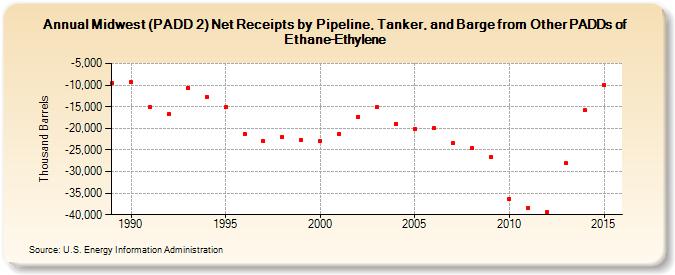 Annual Midwest (PADD 2) Net Receipts by Pipeline, Tanker, and Barge from Other PADDs of
Ethane-Ethylene
Thousand Barrels
-5,000
-10,000
-15,000
-20,000
-25,000
-30,000
-35,000
-40,000
1990 1995 2000 2005 2010 2015
Source: U.S. Energy Information Administration